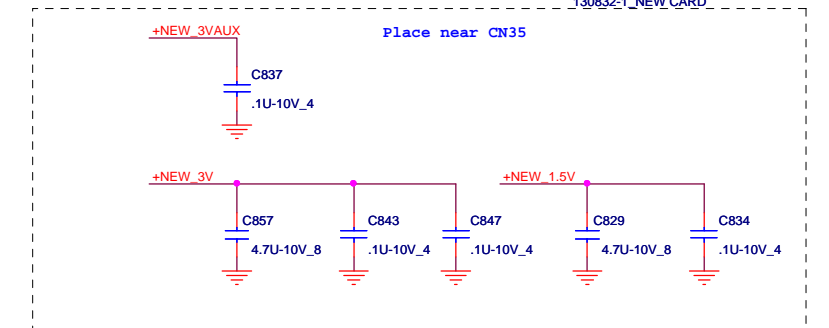 130832-1_NEW CARD
+NEW_3VAUX
Place near CN35
C837
.1U-10V_4
+NEW_3V
+NEW_1.5V
C857
C843
C847
C829
C834
4.7U-10V_8
.1U-10V_4
.1U-10V_4
4.7U-10V_8
.1U-10V_4